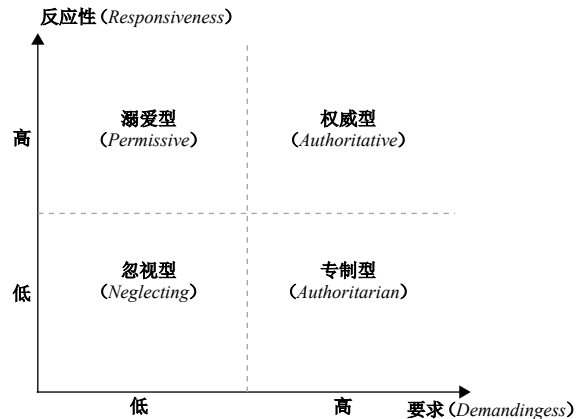 反应性（Responsiveness）
高
溺爱型
（Permissive）
权威型
（Authoritative）
低
忽视型
（Neglecting）
专制型
（Authoritarian）
低
高
要求（Demandingess）